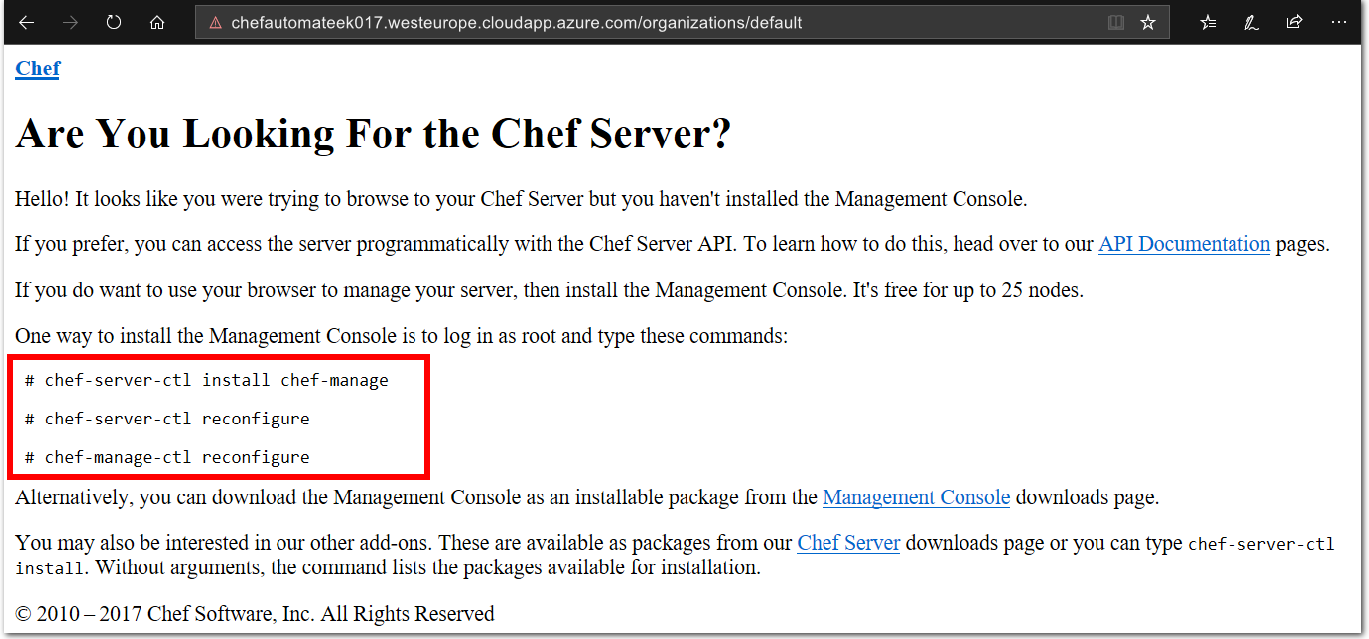 chefautomateek017.westeurope.cloudapp.azure.com/organizations/default
Chef
Are You Looking For the Chef Server?
Hello! It looks like you were trying to browse to your Chef Server but you haven't installed the Management Console.
If you prefer, you can access the server programmatically with the Chef Server API. To learn how to do this, head over to our API Documentation pages.
If you do want to use your browser to manage your server, then install the Management Console. It's free for up to 25 nodes.
One way to install the Management Console is to log in as root and type these commands:
# chef-server-ctl install chef-manage
# chef-server-ctl reconfigure
# chef-manage-ctl reconfigure
Alternatively, you can download the Management Console as an installable package from the Management Console downloads page.
You may also be interested in our other add-ons. These are available as packages from our Chef Server downloads page or you can type chef-server-ctl
install. Without arguments, the command lists the packages available for installation.
© 2010 – 2017 Chef Software, Inc. All Rights Reserved